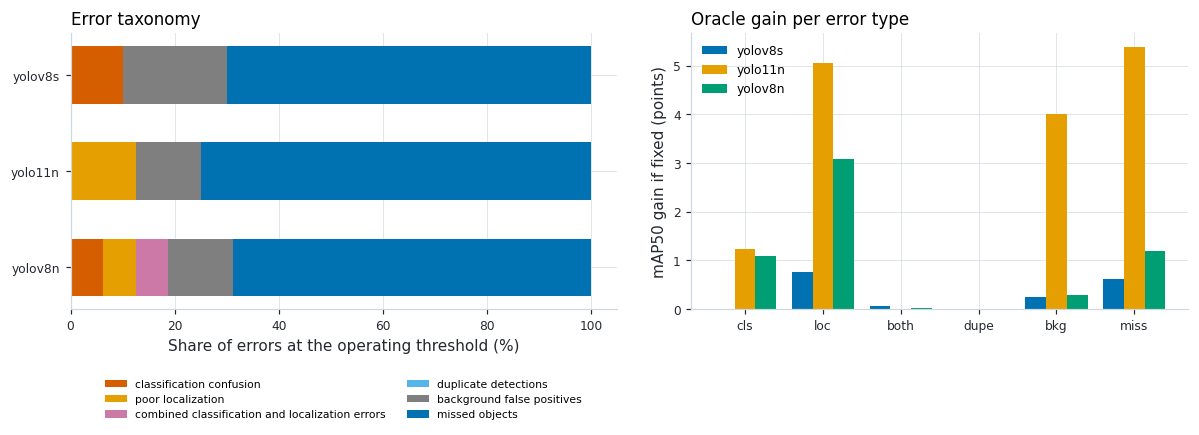 Error taxonomy
yolov8s
yolo11n
yolov8n
0 20 40 60 80 100
Share of errors at the operating threshold (%)
classification confusion
poor localization
combined classification and localization errors
duplicate detections
background false positives
missed objects
Oracle gain per error type
yolov8s
yolo11n
yolov8n
mAP50 gain if fixed (points)
5
4
3
2
1
0
cls loc both dupe bkg miss